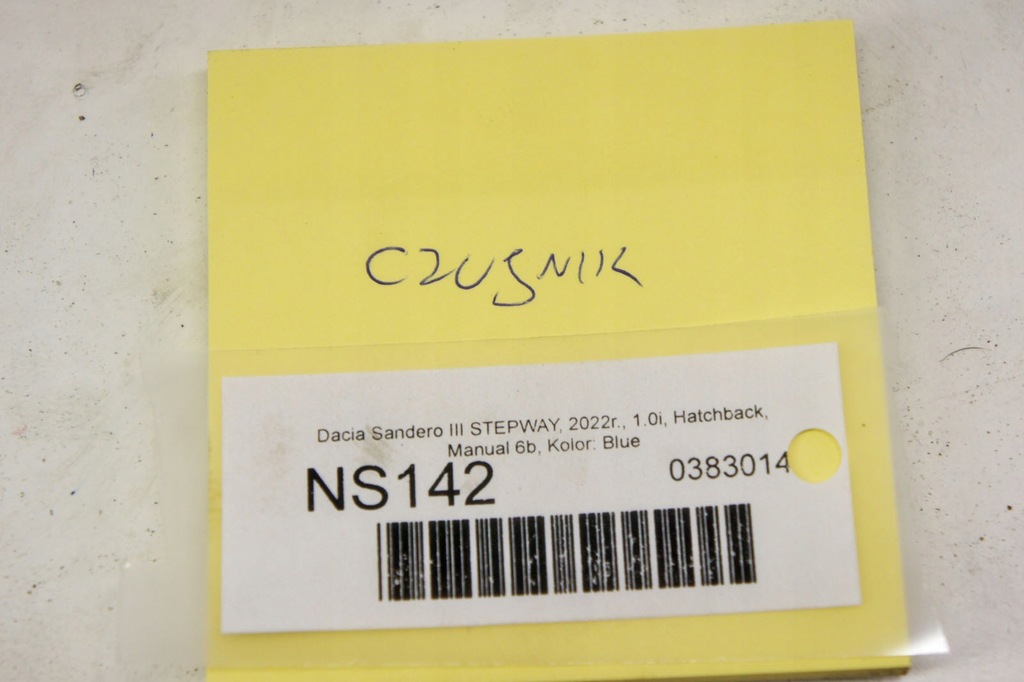 CZUJNIK
Dacia Sandero III STEPWAY, 2022r., 1.0i, Hatchback,
Manual 6b, Kolor: Blue
NS142
0383014